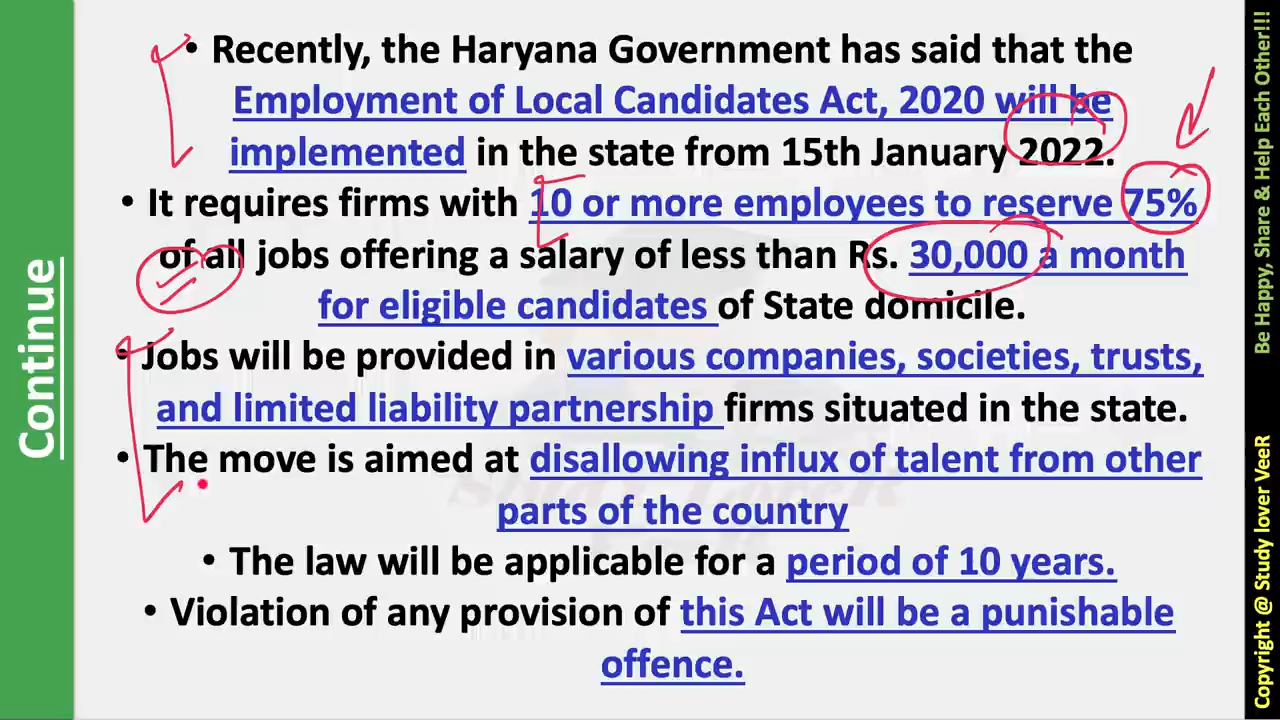 Continue
• Recently, the Haryana Government has said that the
Employment of Local Candidates Act, 2020 will be
implemented in the state from 15th January 2022.
• It requires firms with 10 or more employees to reserve 75%
of all jobs offering a salary of less than Rs. 30,000 a month
for eligible candidates of State domicile.
• Jobs will be provided in various companies, societies, trusts,
and limited liability partnership firms situated in the state.
• The move is aimed at disallowing influx of talent from other
parts of the country
• The law will be applicable for a period of 10 years.
• Violation of any provision of this Act will be a punishable
offence.
Study LoveR
Copyright @ Study lover VeeR
Be Happy, Share & Help Each Other!!!